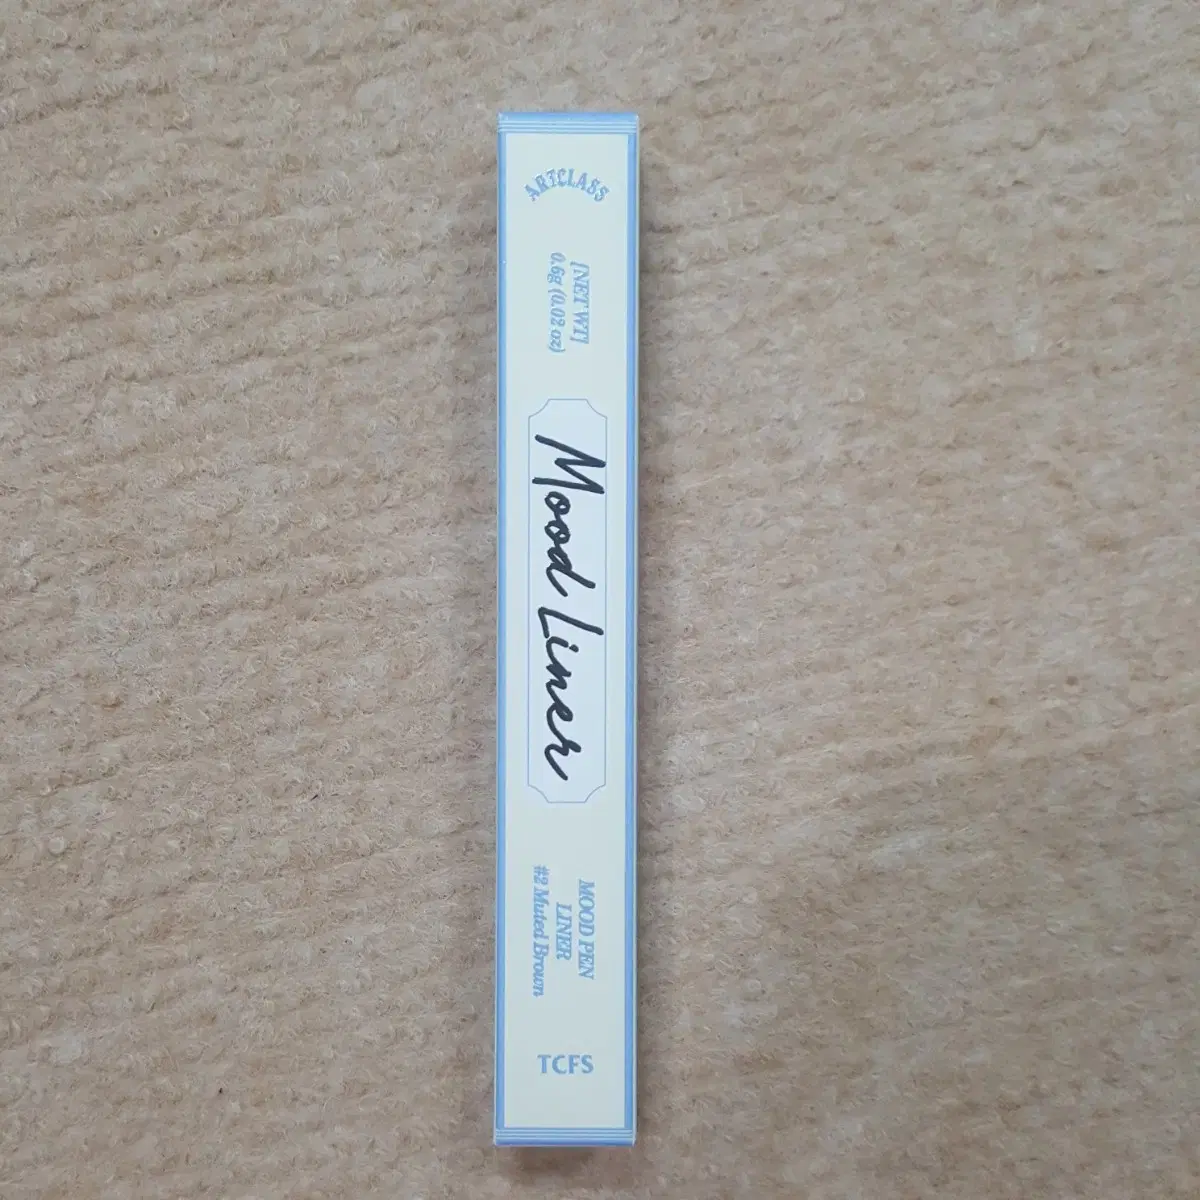 ARTCLASS
[NET WT]
0.6g (0.02 oz)
Mood Liner
MOOD PEN
LINER
#2 Muted Brown
TCFS